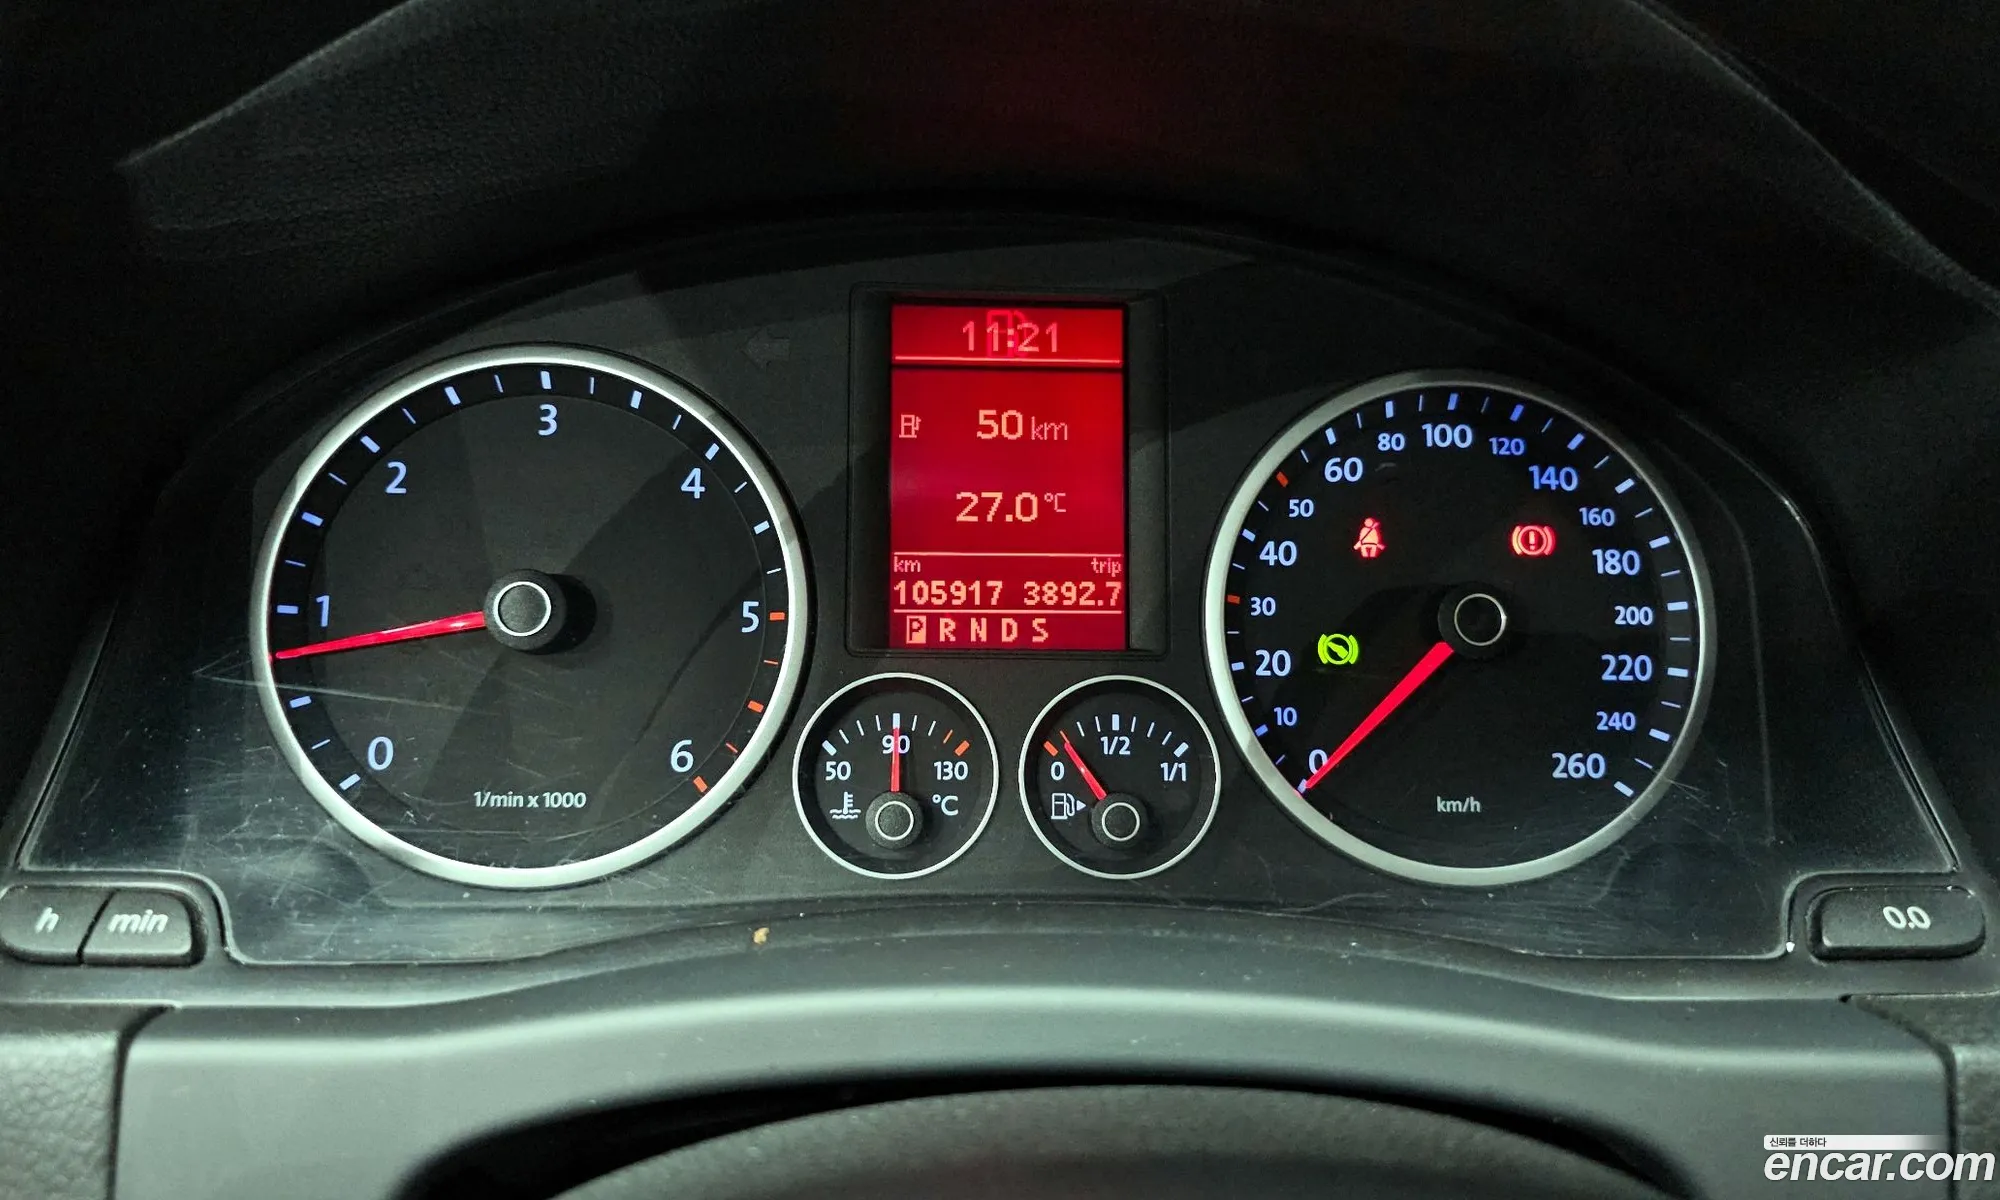 11:21
50 km
27.0 °C
km trip
105917 3892.7
P R N D S
0 1 2 3 4 5 6
1/min x 1000
50 90 130
°C
0 1/2 1/1
0 10 20 30 40 50 60 80 100 120 140 160 180 200 220 240 260
km/h
h min
0.0
신뢰를 더하다
encar.com